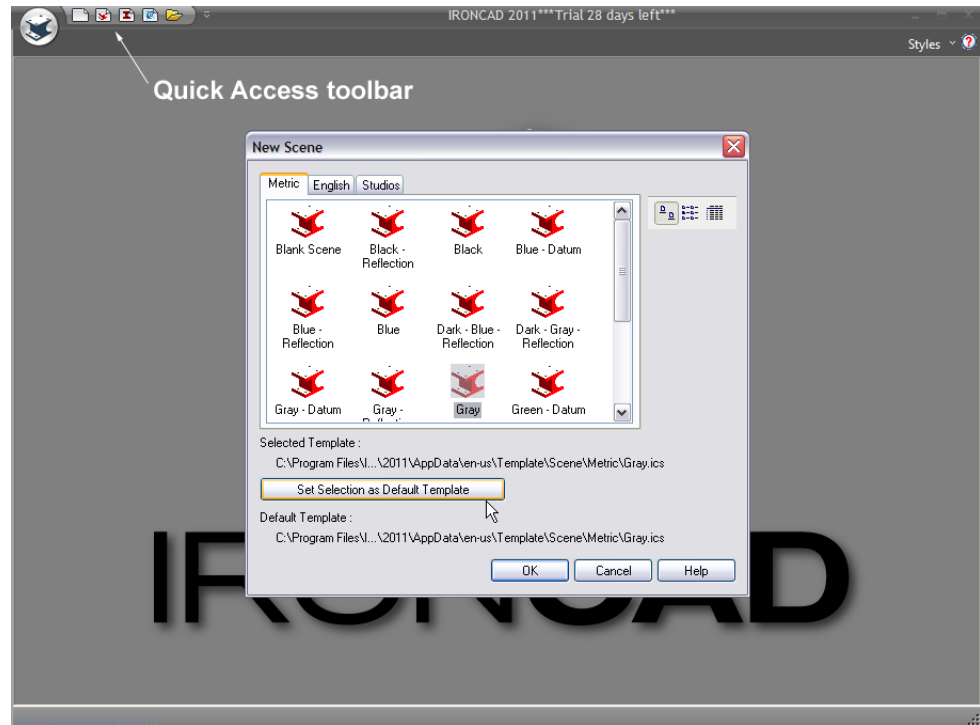 IRONCAD 2011***Trial 28 days left***
Styles
Quick Access toolbar
New Scene
Metric English Studios
Blank Scene
Black - Reflection
Black
Blue - Datum
Blue - Reflection
Blue
Dark - Blue - Reflection
Dark - Gray - Reflection
Gray - Datum
Gray -
Gray
Green - Datum
Selected Template :
C:\Program Files\I...\2011\AppData\en-us\Template\Scene\Metric\Gray.ics
Set Selection as Default Template
Default Template :
C:\Program Files\I...\2011\AppData\en-us\Template\Scene\Metric\Gray.ics
OK Cancel Help
IRONCAD